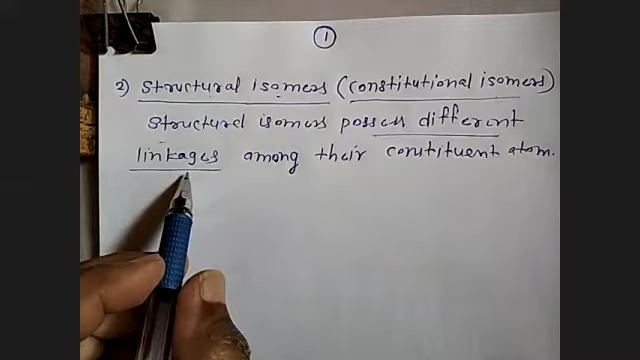 1
2) Structural isomers (constitutional isomers)
Structural isomers possess different
linkages among their constituent atom.